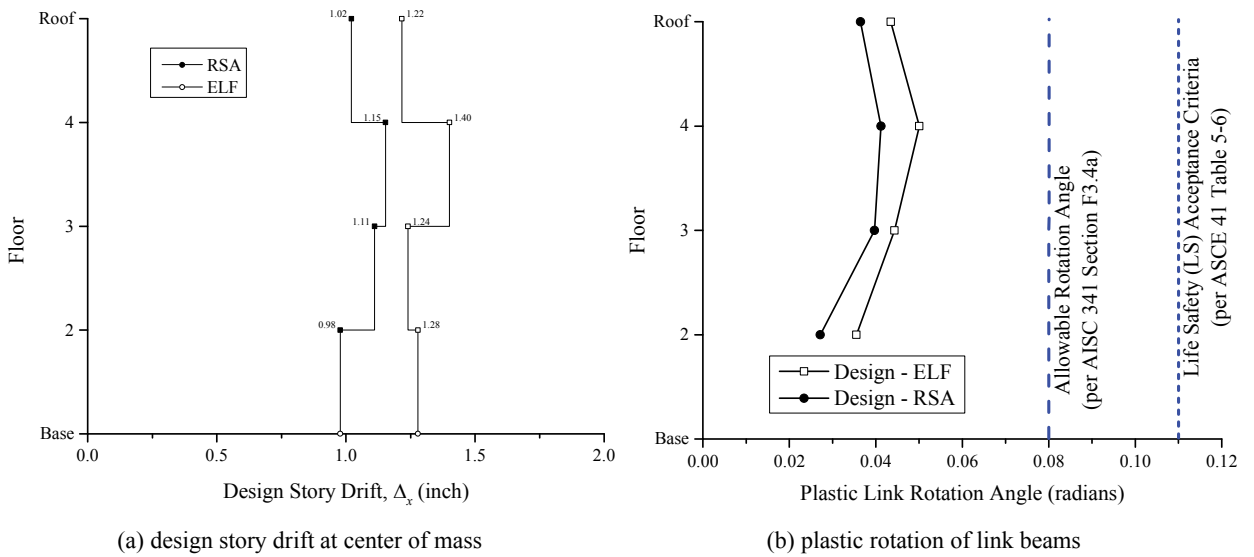 Roof
4
3
2
Base
Floor
1.02
1.22
1.15
1.40
1.11
1.24
0.98
1.28
RSA
ELF
0.0
0.5
1.0
1.5
2.0
Design Story Drift, Δx (inch)
(a) design story drift at center of mass
Roof
4
3
2
Base
Floor
Design - ELF
Design - RSA
Allowable Rotation Angle
(per AISC 341 Section F3.4a)
Life Safety (LS) Acceptance Criteria
(per ASCE 41 Table 5-6)
0.00
0.02
0.04
0.06
0.08
0.10
0.12
Plastic Link Rotation Angle (radians)
(b) plastic rotation of link beams